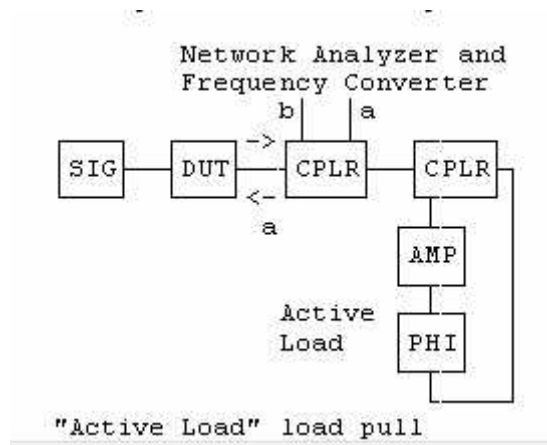 Network Analyzer and
Frequency Converter
b a
->
SIG DUT CPLR CPLR
<-
a
AMP
Active
Load PHI
"Active Load" load pull